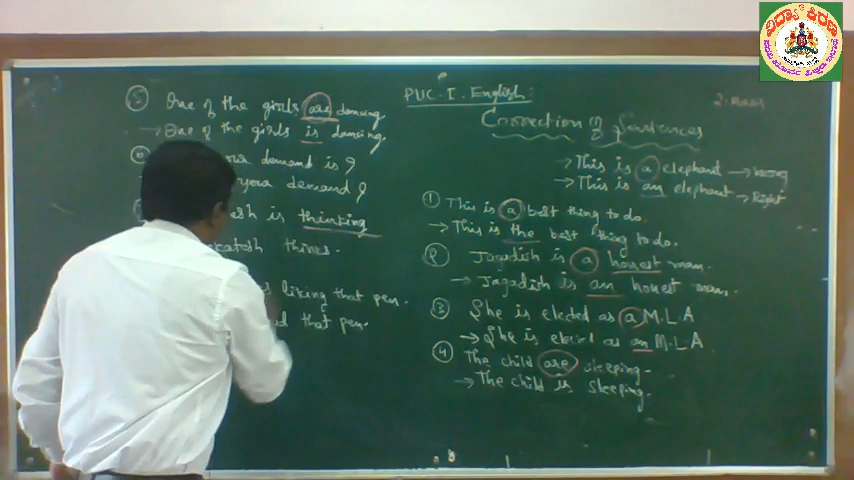 PUC-I English:
Correction of Sentences
→ This is a elephant → wrong
→ This is an elephant → Right
① This is a best thing to do.
→ This is the best thing to do.
② Jagadish is a honest man.
→ Jagadish is an honest man.
③ She is elected as a M.L.A
→ She is elected as an M.L.A.
④ The child are sleeping.
→ The child is sleeping.
⑤ One of the girls are dancing
→ One of the girls is dancing.
your demand is?
your demand?
is thinking
thinks.
liking that pen.
that pen.